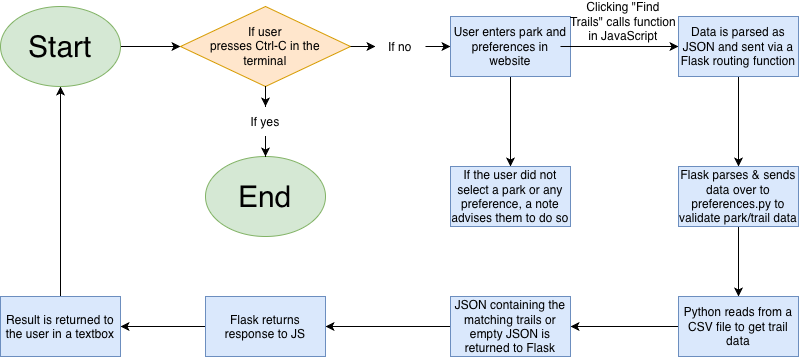 Start
If user
presses Ctrl-C in the
terminal
If no
User enters park and
preferences in
website
Clicking "Find
Trails" calls function
in JavaScript
Data is parsed as
JSON and sent via a
Flask routing function
If yes
End
If the user did not
select a park or any
preference, a note
advises them to do so
Flask parses & sends
data over to
preferences.py to
validate park/trail data
Result is returned to
the user in a textbox
Flask returns
response to JS
JSON containing the
matching trails or
empty JSON is
returned to Flask
Python reads from a
CSV file to get trail
data